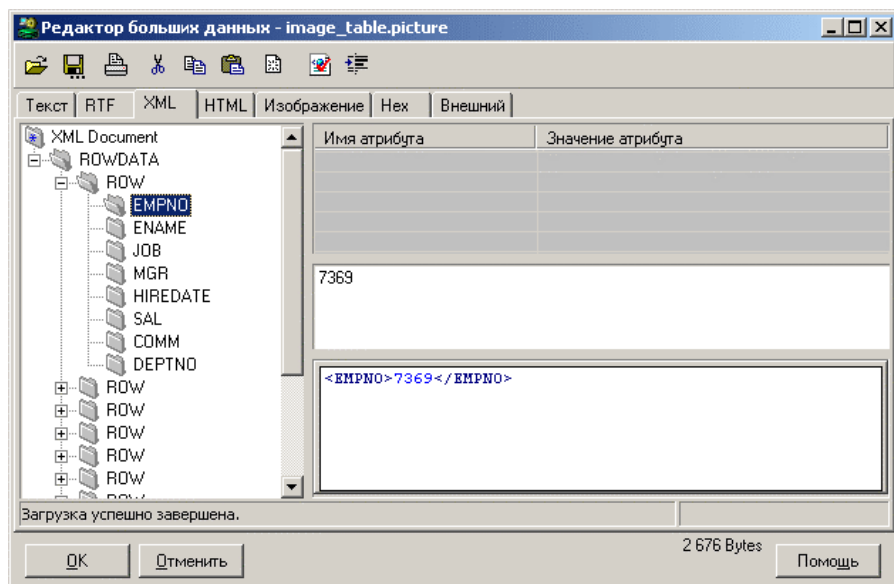 Редактор больших данных - image_table.picture
Текст RTF XML HTML Изображение Hex Внешний
XML Document
ROWDATA
ROW
EMPNO
ENAME
JOB
MGR
HIREDATE
SAL
COMM
DEPTNO
ROW
ROW
ROW
ROW
ROW
ROW
Имя атрибута Значение атрибута
7369
<EMPNO>7369</EMPNO>
Загрузка успешно завершена.
2 676 Bytes
OK Отменить Помощь